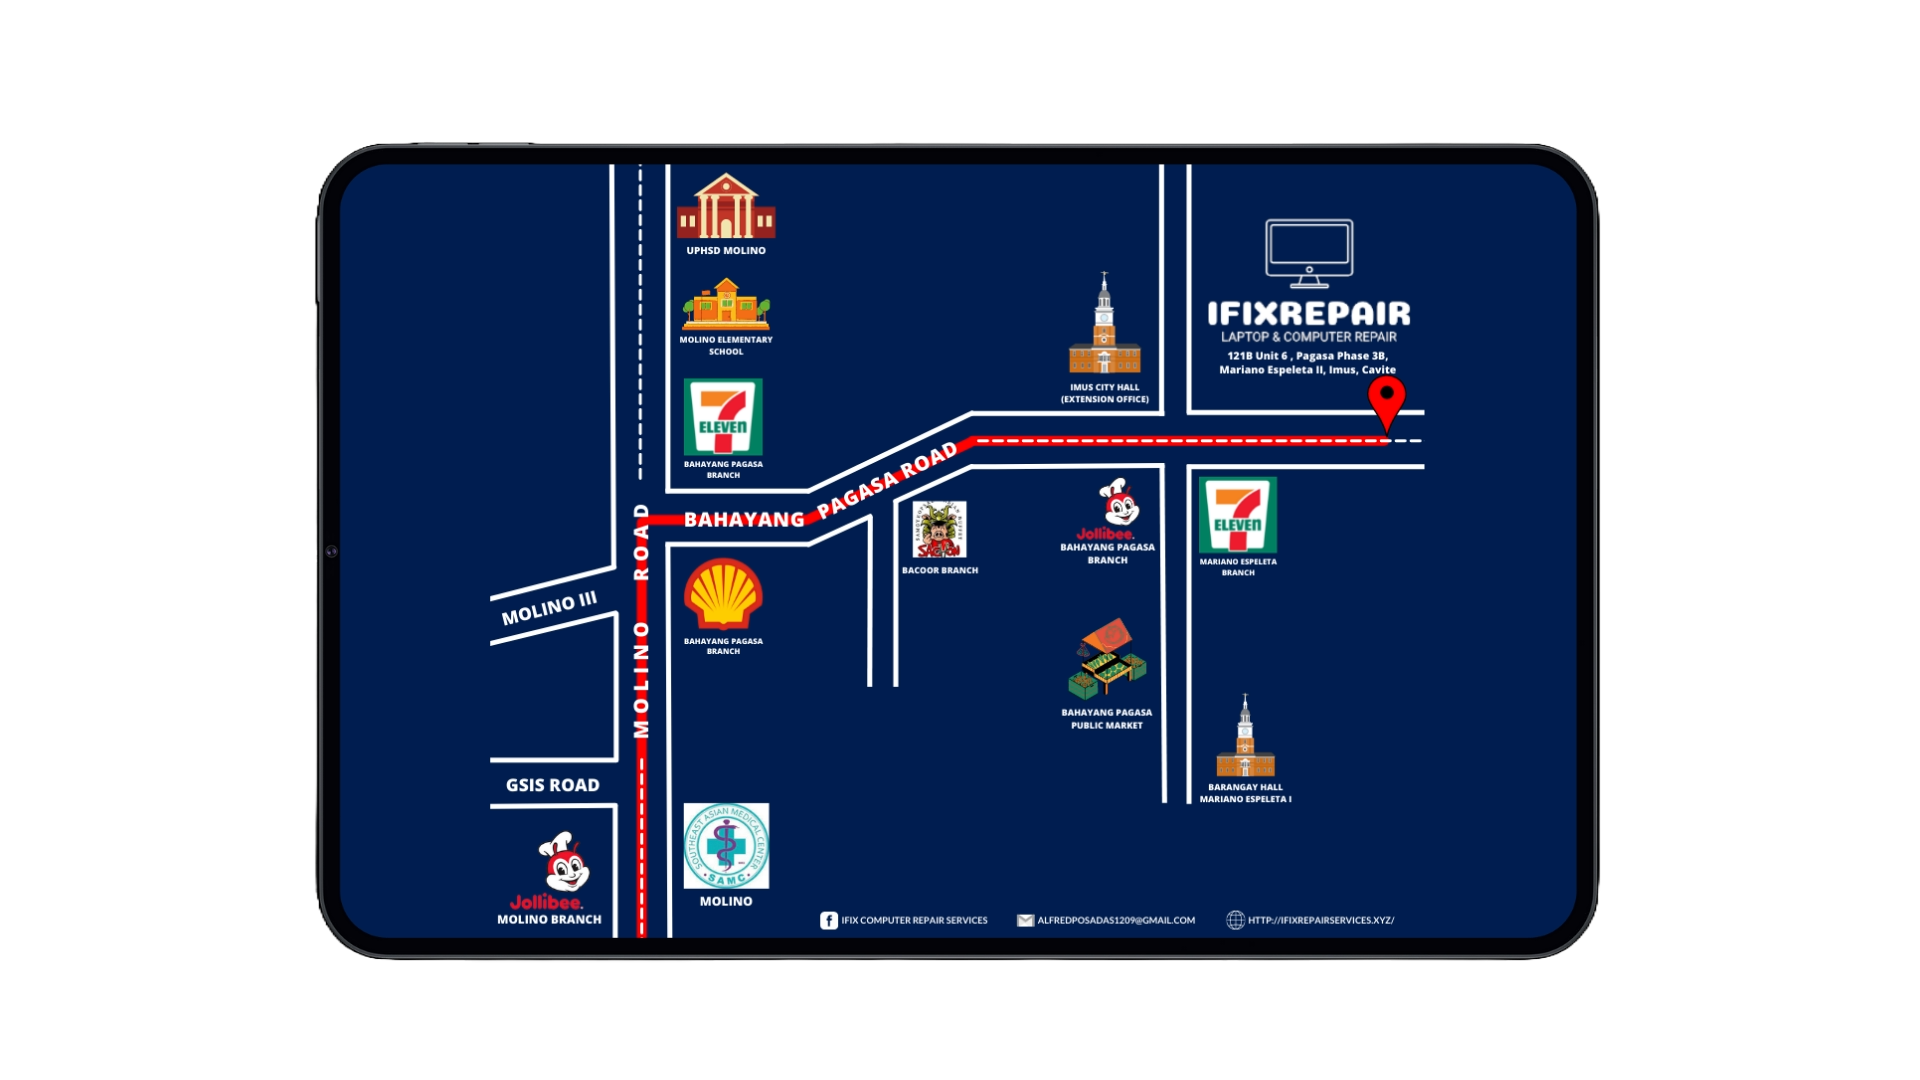 UPHSD MOLINO
MOLINO ELEMENTARY
SCHOOL
7
ELEVEN
BAHAYANG PAGASA
BRANCH
IMUS CITY HALL
(EXTENSION OFFICE)
IFIXREPAIR
LAPTOP & COMPUTER REPAIR
121B Unit 6 , Pagasa Phase 3B,
Mariano Espeleta II, Imus, Cavite
BAHAYANG PAGASA ROAD
MOLINO ROAD
MOLINO III
BAHAYANG PAGASA
BRANCH
BACOOR BRANCH
Jollibee.
BAHAYANG PAGASA
BRANCH
7
ELEVEN
MARIANO ESPELETA
BRANCH
BAHAYANG PAGASA
PUBLIC MARKET
BARANGAY HALL
MARIANO ESPELETA I
GSIS ROAD
Jollibee.
MOLINO BRANCH
SOUTHEAST ASIAN MEDICAL CENTER
SAMC
MOLINO
IFIX COMPUTER REPAIR SERVICES
ALFREDPOSADAS1209@GMAIL.COM
HTTP://IFIXREPAIRSERVICES.XYZ/